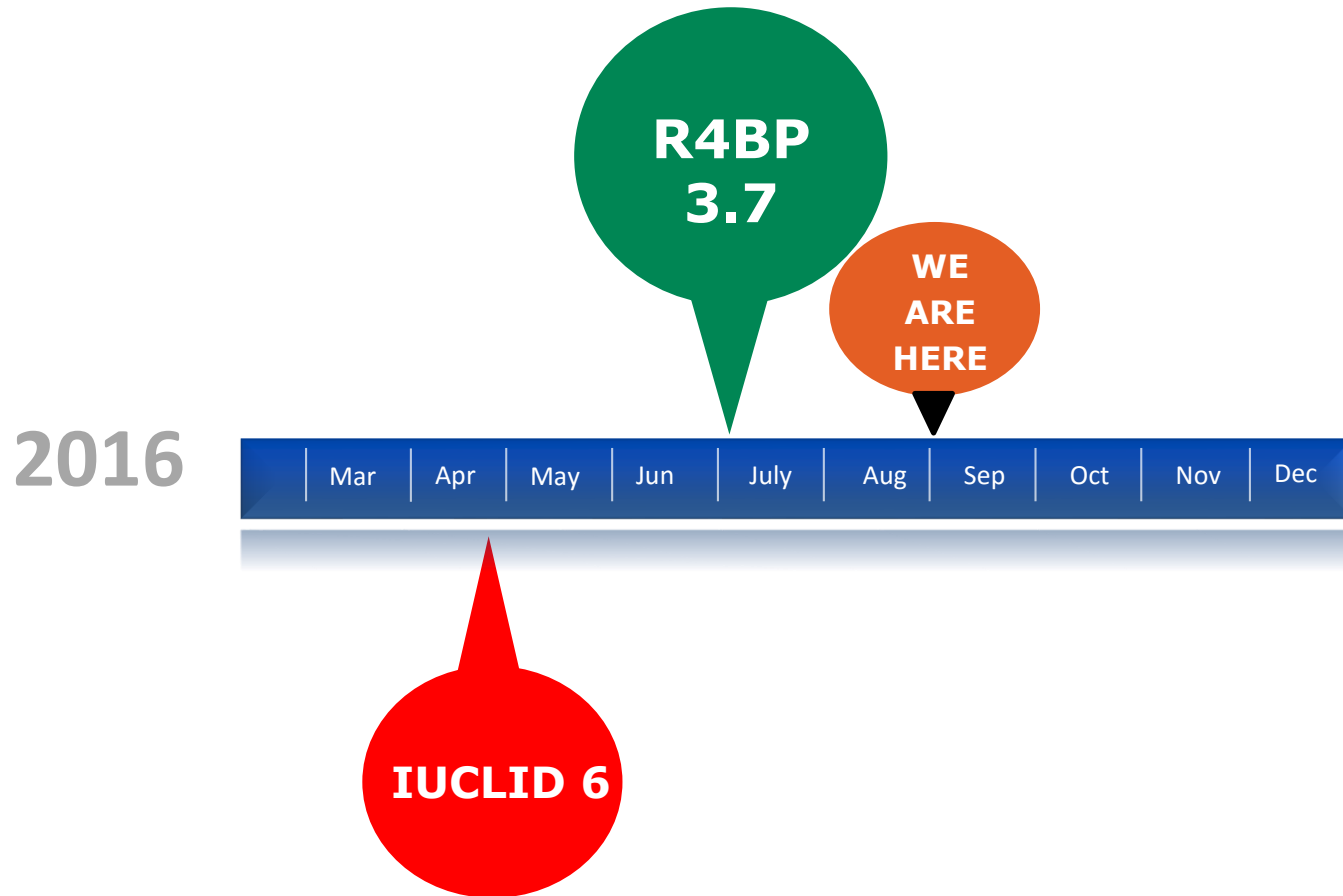 R4BP
3.7
WE
ARE
HERE
2016
Mar Apr May Jun July Aug Sep Oct Nov Dec
IUCLID 6